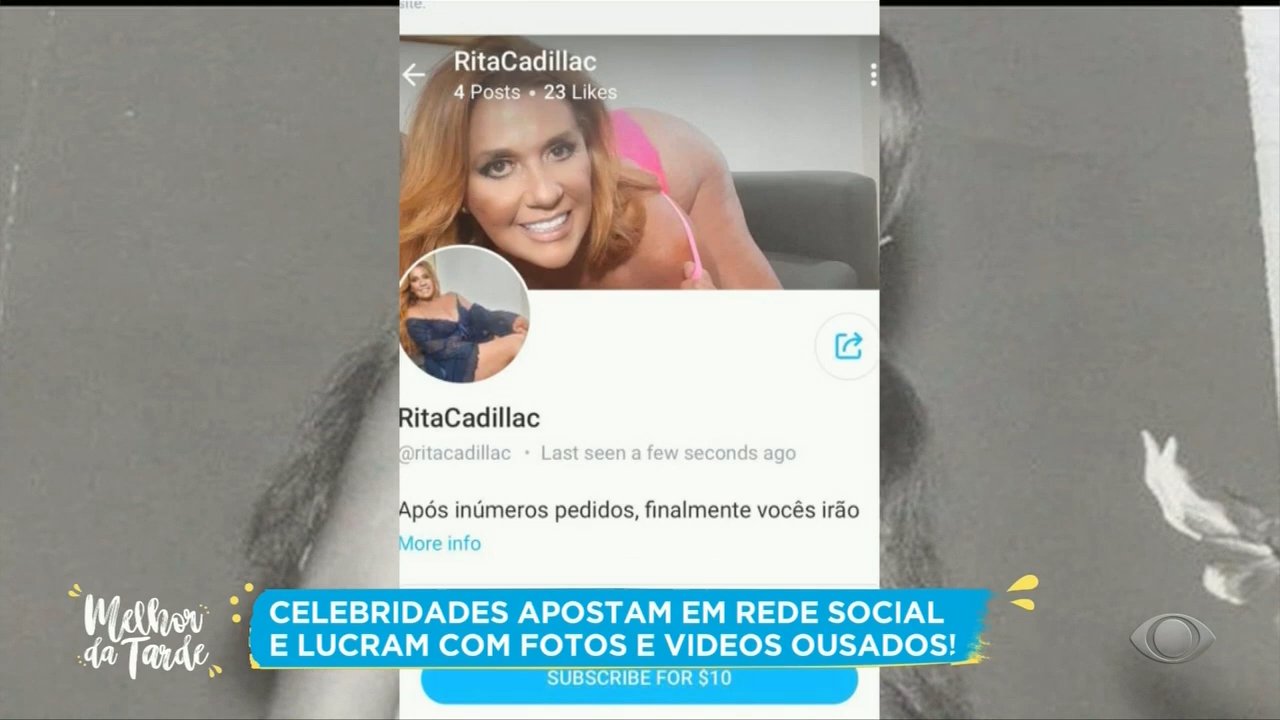 site.
RitaCadillac
4 Posts • 23 Likes
RitaCadillac
@ritacadillac • Last seen a few seconds ago
Após inúmeros pedidos, finalmente vocês irão
More info
Melhor
da Tarde
CELEBRIDADES APOSTAM EM REDE SOCIAL
E LUCRAM COM FOTOS E VIDEOS OUSADOS!
SUBSCRIBE FOR $10